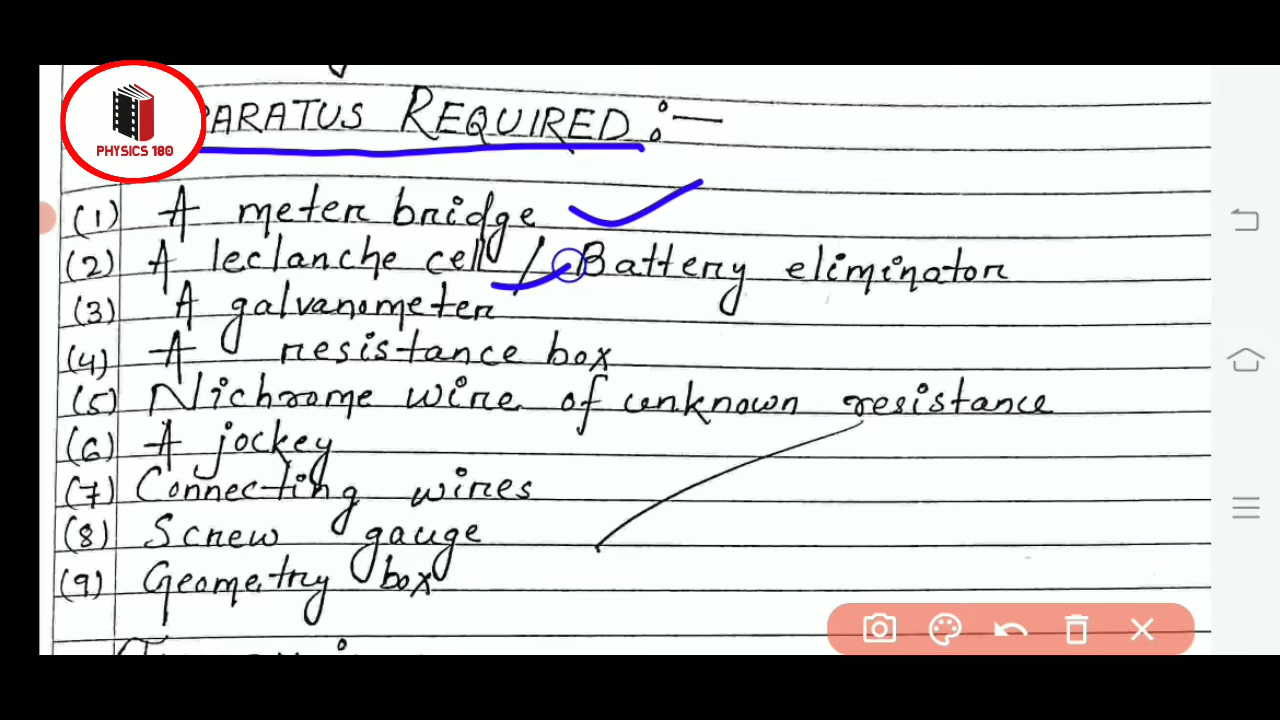 PHYSICS 180
PARATUS REQUIRED :—
(1) A meter bridge
(2) A leclanche cell / Battery eliminator
(3) A galvanometer
(4) A resistance box
(5) Nichrome wire of unknown resistance
(6) A jockey
(7) Connecting wires
(8) Screw gauge
(9) Geometry box